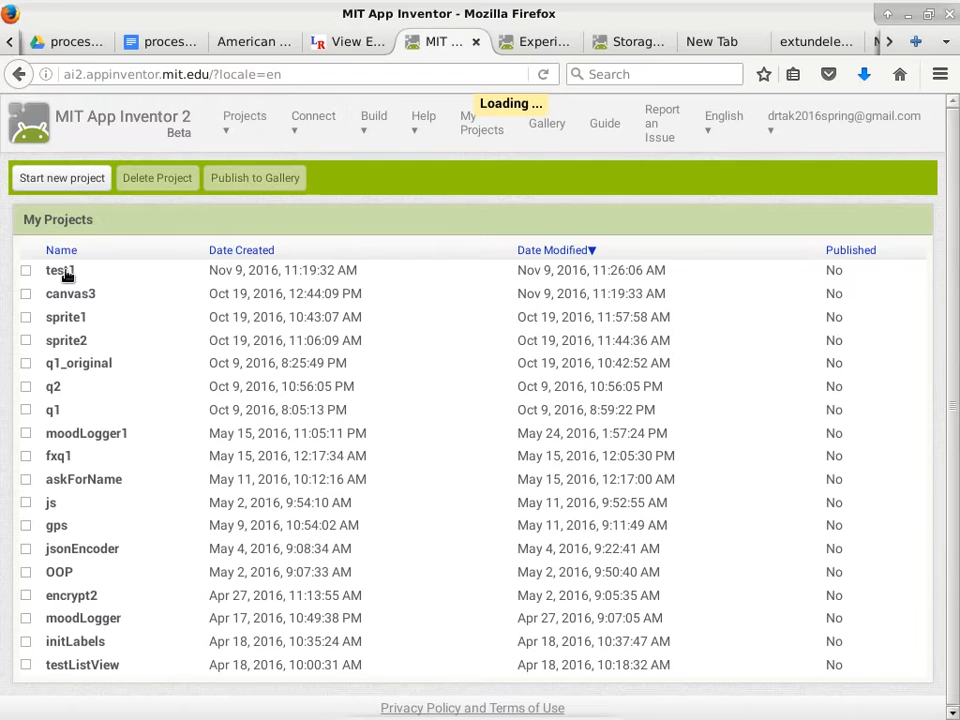 MIT App Inventor - Mozilla Firefox
proces...
proces...
American ...
View E...
MIT ...
Experi...
Storag...
New Tab
extundele...
ai2.appinventor.mit.edu/?locale=en
Search
Loading ...
MIT App Inventor 2
Beta
Projects
Connect
Build
Help
My Projects
Gallery
Guide
Report an Issue
English
drtak2016spring@gmail.com
Start new project
Delete Project
Publish to Gallery
My Projects
Name Date Created Date Modified▼ Published
test1 Nov 9, 2016, 11:19:32 AM Nov 9, 2016, 11:26:06 AM No
canvas3 Oct 19, 2016, 12:44:09 PM Nov 9, 2016, 11:19:33 AM No
sprite1 Oct 19, 2016, 10:43:07 AM Oct 19, 2016, 11:57:58 AM No
sprite2 Oct 19, 2016, 11:06:09 AM Oct 19, 2016, 11:44:36 AM No
q1_original Oct 9, 2016, 8:25:49 PM Oct 19, 2016, 10:42:52 AM No
q2 Oct 9, 2016, 10:56:05 PM Oct 9, 2016, 10:56:05 PM No
q1 Oct 9, 2016, 8:05:13 PM Oct 9, 2016, 8:59:22 PM No
moodLogger1 May 15, 2016, 11:05:11 PM May 24, 2016, 1:57:24 PM No
fxq1 May 15, 2016, 12:17:34 AM May 15, 2016, 12:05:30 PM No
askForName May 11, 2016, 10:12:16 AM May 15, 2016, 12:17:00 AM No
js May 2, 2016, 9:54:10 AM May 11, 2016, 9:52:55 AM No
gps May 9, 2016, 10:54:02 AM May 11, 2016, 9:11:49 AM No
jsonEncoder May 4, 2016, 9:08:34 AM May 4, 2016, 9:22:41 AM No
OOP May 2, 2016, 9:07:33 AM May 2, 2016, 9:50:40 AM No
encrypt2 Apr 27, 2016, 11:13:55 AM May 2, 2016, 9:05:35 AM No
moodLogger Apr 17, 2016, 10:49:38 PM Apr 27, 2016, 9:07:05 AM No
initLabels Apr 18, 2016, 10:35:24 AM Apr 18, 2016, 10:37:47 AM No
testListView Apr 18, 2016, 10:00:31 AM Apr 18, 2016, 10:18:32 AM No
Privacy Policy and Terms of Use